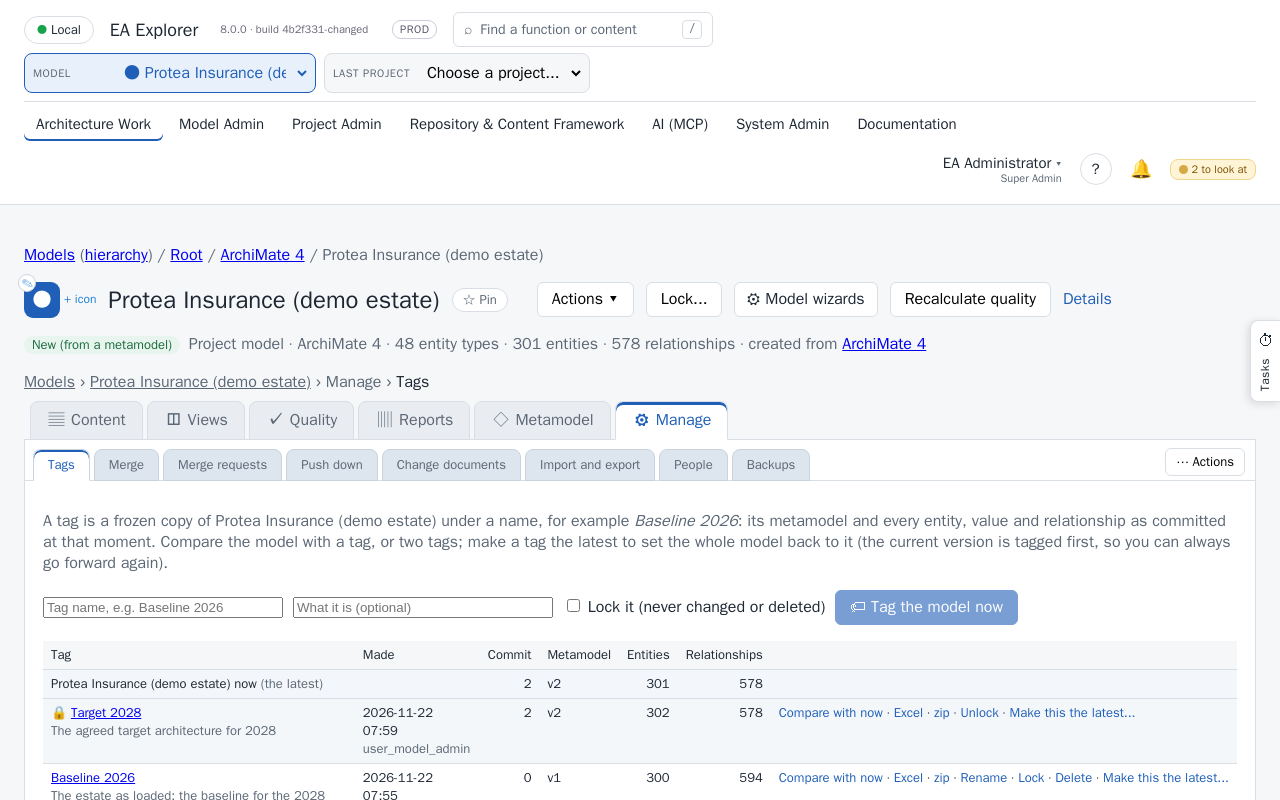 Local EA Explorer 8.0.0 · build 4b2f331-changed PROD Find a function or content /
MODEL Protea Insurance (de LAST PROJECT Choose a project...
Architecture Work Model Admin Project Admin Repository & Content Framework AI (MCP) System Admin Documentation
EA Administrator ▾ ? 2 to look at
Super Admin
Models (hierarchy) / Root / ArchiMate 4 / Protea Insurance (demo estate)
+ icon Protea Insurance (demo estate) ☆ Pin Actions ▾ Lock... ⚙ Model wizards Recalculate quality Details
New (from a metamodel) Project model · ArchiMate 4 · 48 entity types · 301 entities · 578 relationships · created from ArchiMate 4
Tasks
Models › Protea Insurance (demo estate) › Manage › Tags
Content Views ✓ Quality Reports ◇ Metamodel ⚙ Manage
Tags Merge Merge requests Push down Change documents Import and export People Backups ··· Actions
A tag is a frozen copy of Protea Insurance (demo estate) under a name, for example Baseline 2026: its metamodel and every entity, value and relationship as committed
at that moment. Compare the model with a tag, or two tags; make a tag the latest to set the whole model back to it (the current version is tagged first, so you can always
go forward again).
Tag name, e.g. Baseline 2026 What it is (optional) Lock it (never changed or deleted) Tag the model now
Tag Made Commit Metamodel Entities Relationships
Protea Insurance (demo estate) now (the latest) 2 v2 301 578
Target 2028 2026-11-22 2 v2 302 578 Compare with now · Excel · zip · Unlock · Make this the latest...
The agreed target architecture for 2028 07:59
user_model_admin
Baseline 2026 2026-11-22 0 v1 300 594 Compare with now · Excel · zip · Rename · Lock · Delete · Make this the latest...
The estate as loaded: the baseline for the 2028 07:55